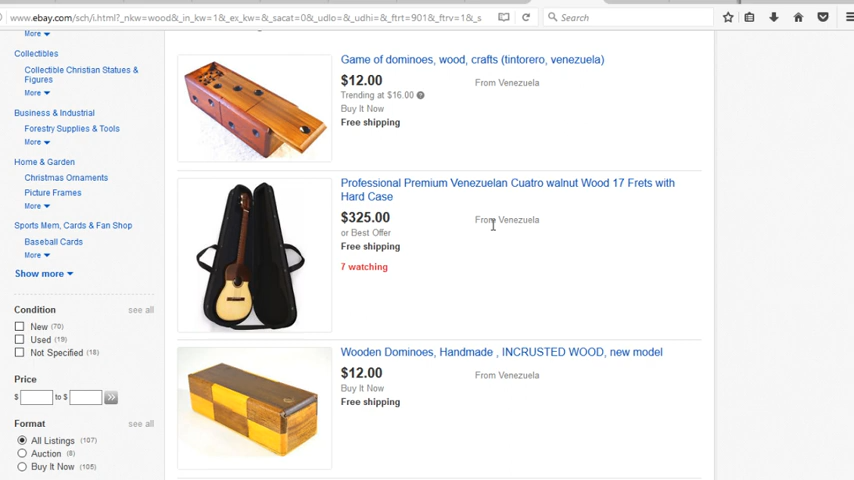 www.ebay.com/sch/i.html?_nkw=wood&_in_kw=1&_ex_kw=&_sacat=0&_udlo=&_udhi=&_ftrt=901&_ftrv=1&_s
Search
More
Collectibles
Collectible Christian Statues &
Figures
More
Business & Industrial
Forestry Supplies & Tools
More
Home & Garden
Christmas Ornaments
Picture Frames
More
Sports Mem, Cards & Fan Shop
Baseball Cards
More
Show more
Condition see all
New (70)
Used (19)
Not Specified (18)
Price
$ to $
Format see all
All Listings (107)
Auction (8)
Buy It Now (105)
Game of dominoes, wood, crafts (tintorero, venezuela)
$12.00 From Venezuela
Trending at $16.00
Buy It Now
Free shipping
Professional Premium Venezuelan Cuatro walnut Wood 17 Frets with
Hard Case
$325.00 From Venezuela
or Best Offer
Free shipping
7 watching
Wooden Dominoes, Handmade , INCRUSTED WOOD, new model
$12.00 From Venezuela
Buy It Now
Free shipping